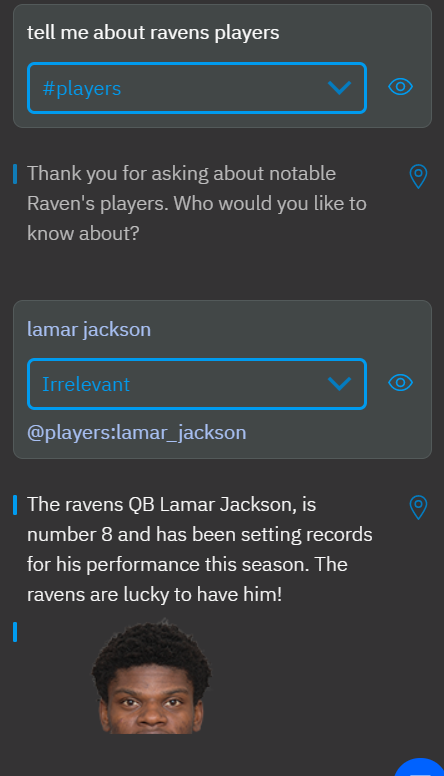 tell me about ravens players
#players
Thank you for asking about notable
Raven's players. Who would you like to
know about?
lamar jackson
Irrelevant
@players:lamar_jackson
The ravens QB Lamar Jackson, is
number 8 and has been setting records
for his performance this season. The
ravens are lucky to have him!